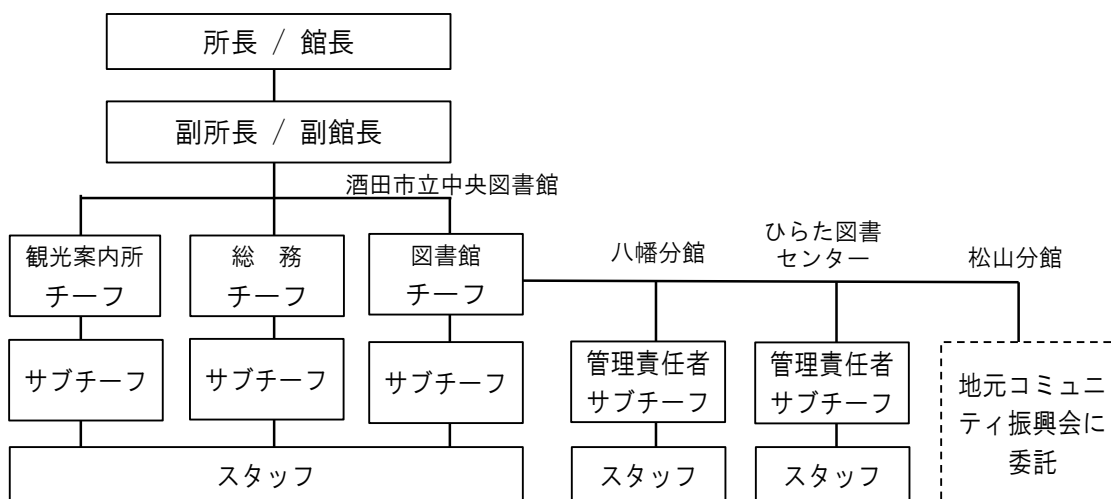 所長 / 館長
副所長 / 副館長
酒田市立中央図書館
観光案内所
チーフ
総　務
チーフ
図書館
チーフ
八幡分館
ひらた図書
センター
松山分館
サブチーフ
サブチーフ
サブチーフ
管理責任者
サブチーフ
管理責任者
サブチーフ
地元コミュニ
ティ振興会に
委託
スタッフ
スタッフ
スタッフ